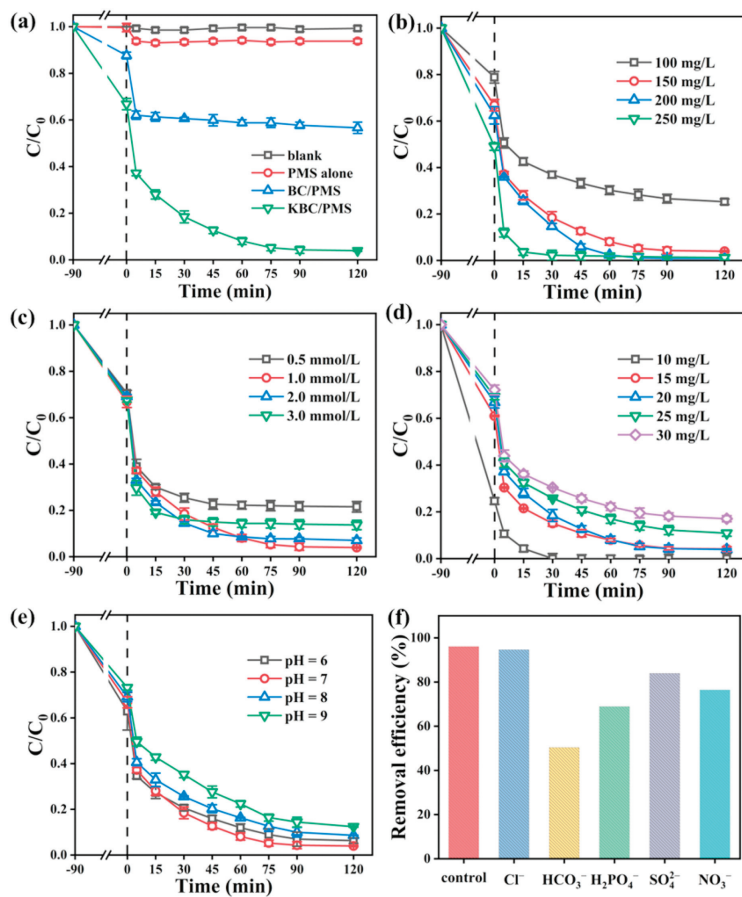 (a)
C/C₀
1.0
0.8
0.6
0.4
0.2
0.0
blank
PMS alone
BC/PMS
KBC/PMS
-90 0 15 30 45 60 75 90 120
Time (min)
(b)
C/C₀
1.0
0.8
0.6
0.4
0.2
0.0
100 mg/L
150 mg/L
200 mg/L
250 mg/L
-90 0 15 30 45 60 75 90 120
Time (min)
(c)
C/C₀
1.0
0.8
0.6
0.4
0.2
0.0
0.5 mmol/L
1.0 mmol/L
2.0 mmol/L
3.0 mmol/L
-90 0 15 30 45 60 75 90 120
Time (min)
(d)
C/C₀
1.0
0.8
0.6
0.4
0.2
0.0
10 mg/L
15 mg/L
20 mg/L
25 mg/L
30 mg/L
-90 0 15 30 45 60 75 90 120
Time (min)
(e)
C/C₀
1.0
0.8
0.6
0.4
0.2
0.0
pH = 6
pH = 7
pH = 8
pH = 9
-90 0 15 30 45 60 75 90 120
Time (min)
(f)
Removal efficiency (%)
100
80
60
40
20
0
control Cl⁻ HCO₃⁻ H₂PO₄⁻ SO₄²⁻ NO₃⁻